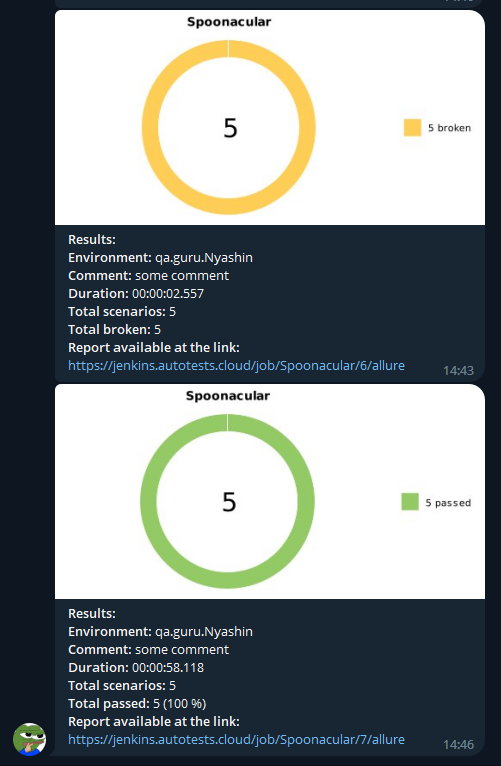 Spoonacular
5
5 broken
Results:
Environment: qa.guru.Nyashin
Comment: some comment
Duration: 00:00:02.557
Total scenarios: 5
Total broken: 5
Report available at the link:
https://jenkins.autotests.cloud/job/Spoonacular/6/allure
14:43
Spoonacular
5
5 passed
Results:
Environment: qa.guru.Nyashin
Comment: some comment
Duration: 00:00:58.118
Total scenarios: 5
Total passed: 5 (100 %)
Report available at the link:
https://jenkins.autotests.cloud/job/Spoonacular/7/allure
14:46